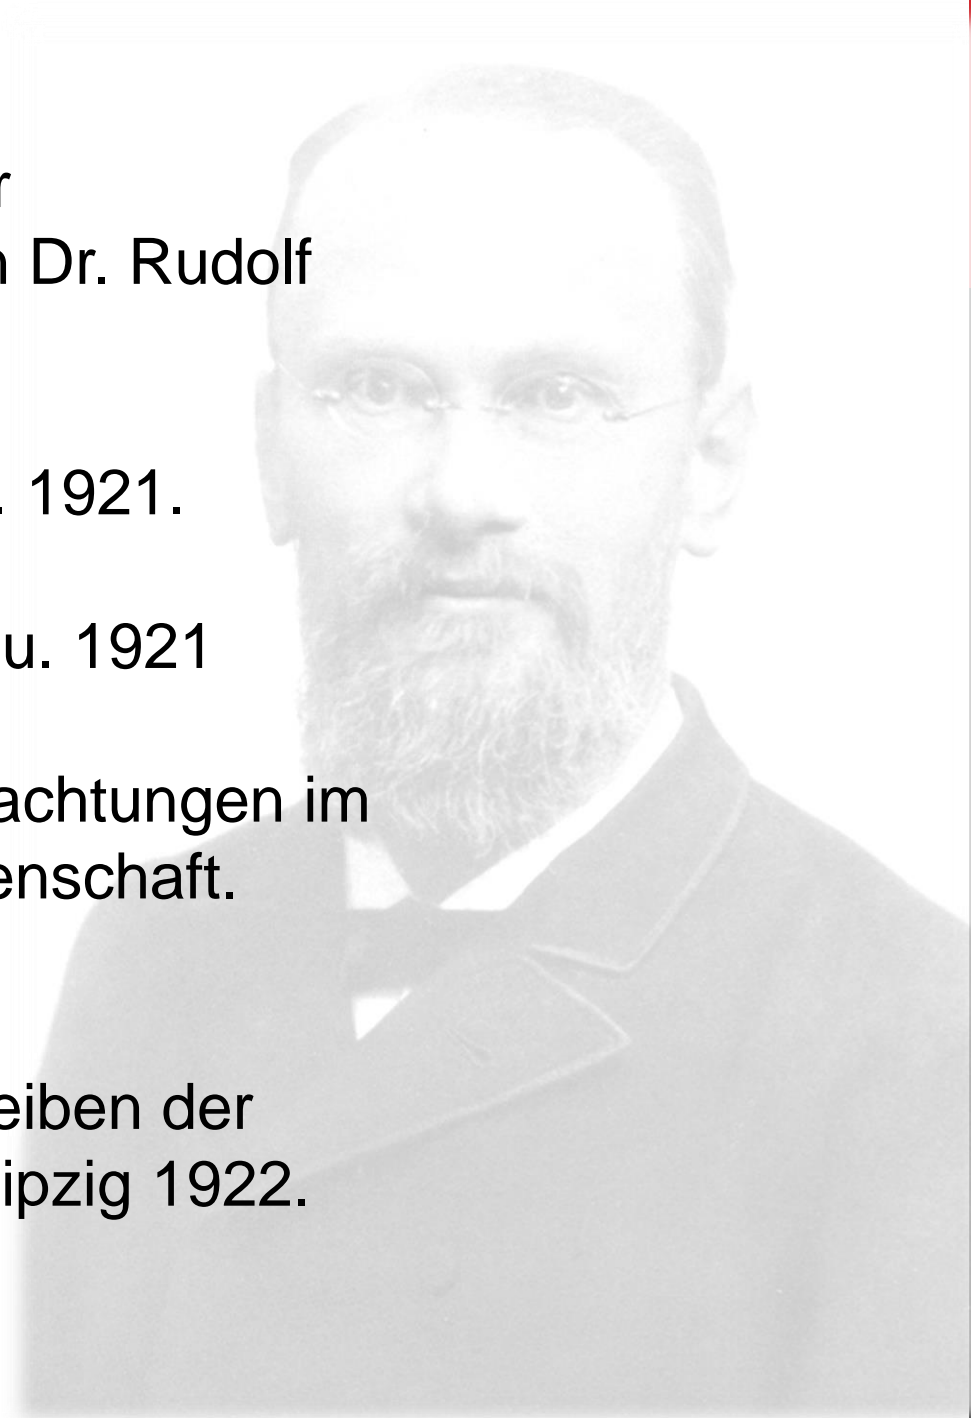 r
n Dr. Rudolf
. 1921.
u. 1921
achtungen im
enschaft.
eiben der
ipzig 1922.